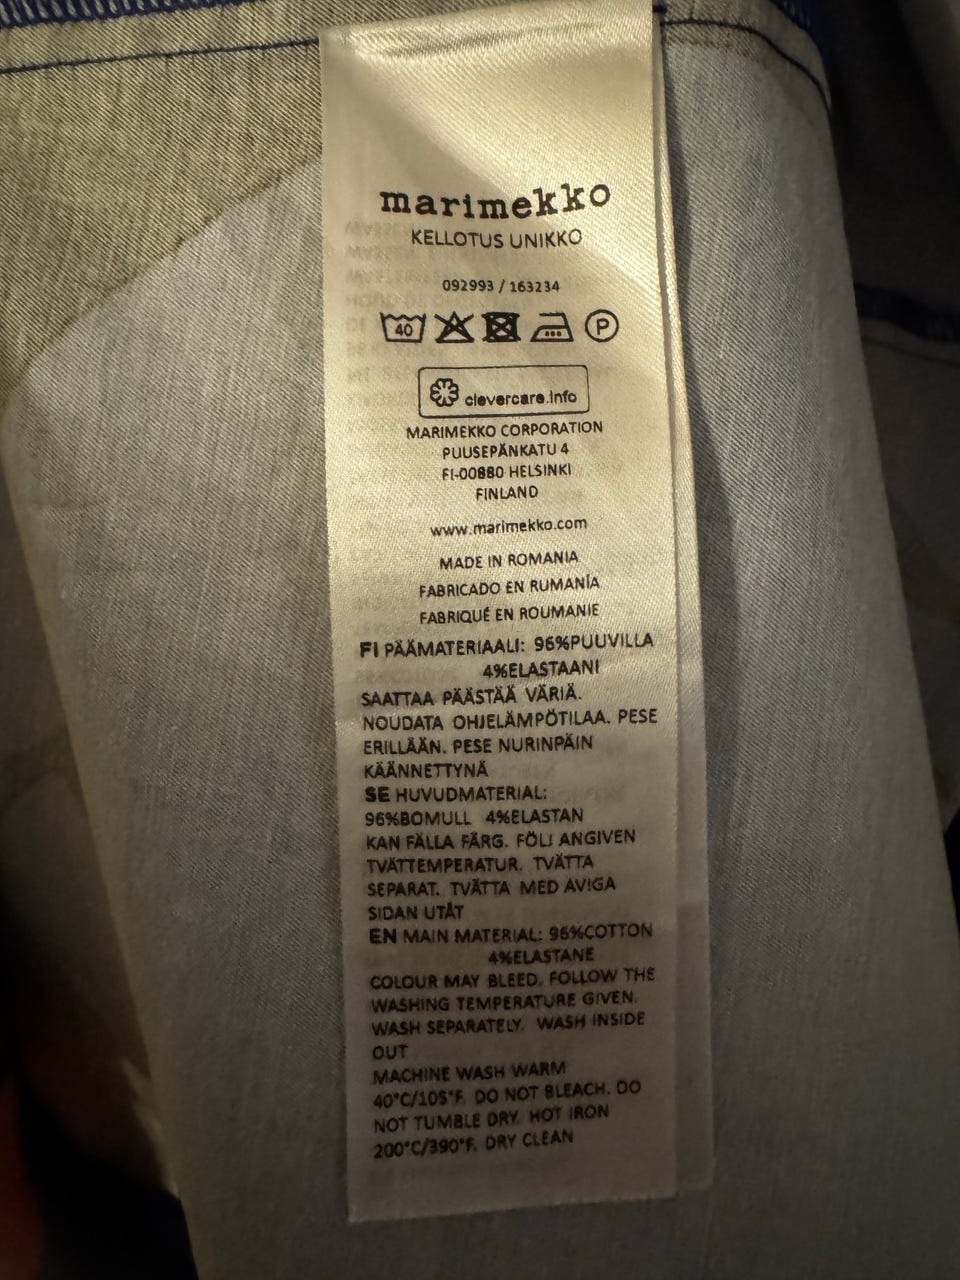 marimekko
KELLOTUS UNIKKO
092993 / 163234
40 P
clevercare.info
MARIMEKKO CORPORATION
PUUSEPÄNKATU 4
FI-00880 HELSINKI
FINLAND
www.marimekko.com
MADE IN ROMANIA
FABRICADO EN RUMANÍA
FABRIQUÉ EN ROUMANIE
FI PÄÄMATERIAALI: 96%PUUVILLA
4%ELASTAANI
SAATTAA PÄÄSTÄÄ VÄRIÄ.
NOUDATA OHJELÄMPÖTILAA. PESE
ERILLÄÄN. PESE NURINPÄIN
KÄÄNNETTYNÄ
SE HUVUDMATERIAL:
96%BOMULL 4%ELASTAN
KAN FÄLLA FÄRG. FÖLJ ANGIVEN
TVÄTTEMPERATUR. TVÄTTA
SEPARAT. TVÄTTA MED AVIGA
SIDAN UTÅT
EN MAIN MATERIAL: 96%COTTON
4%ELASTANE
COLOUR MAY BLEED. FOLLOW THE
WASHING TEMPERATURE GIVEN.
WASH SEPARATELY. WASH INSIDE
OUT
MACHINE WASH WARM
40°C/105°F. DO NOT BLEACH. DO
NOT TUMBLE DRY. HOT IRON
200°C/390°F. DRY CLEAN